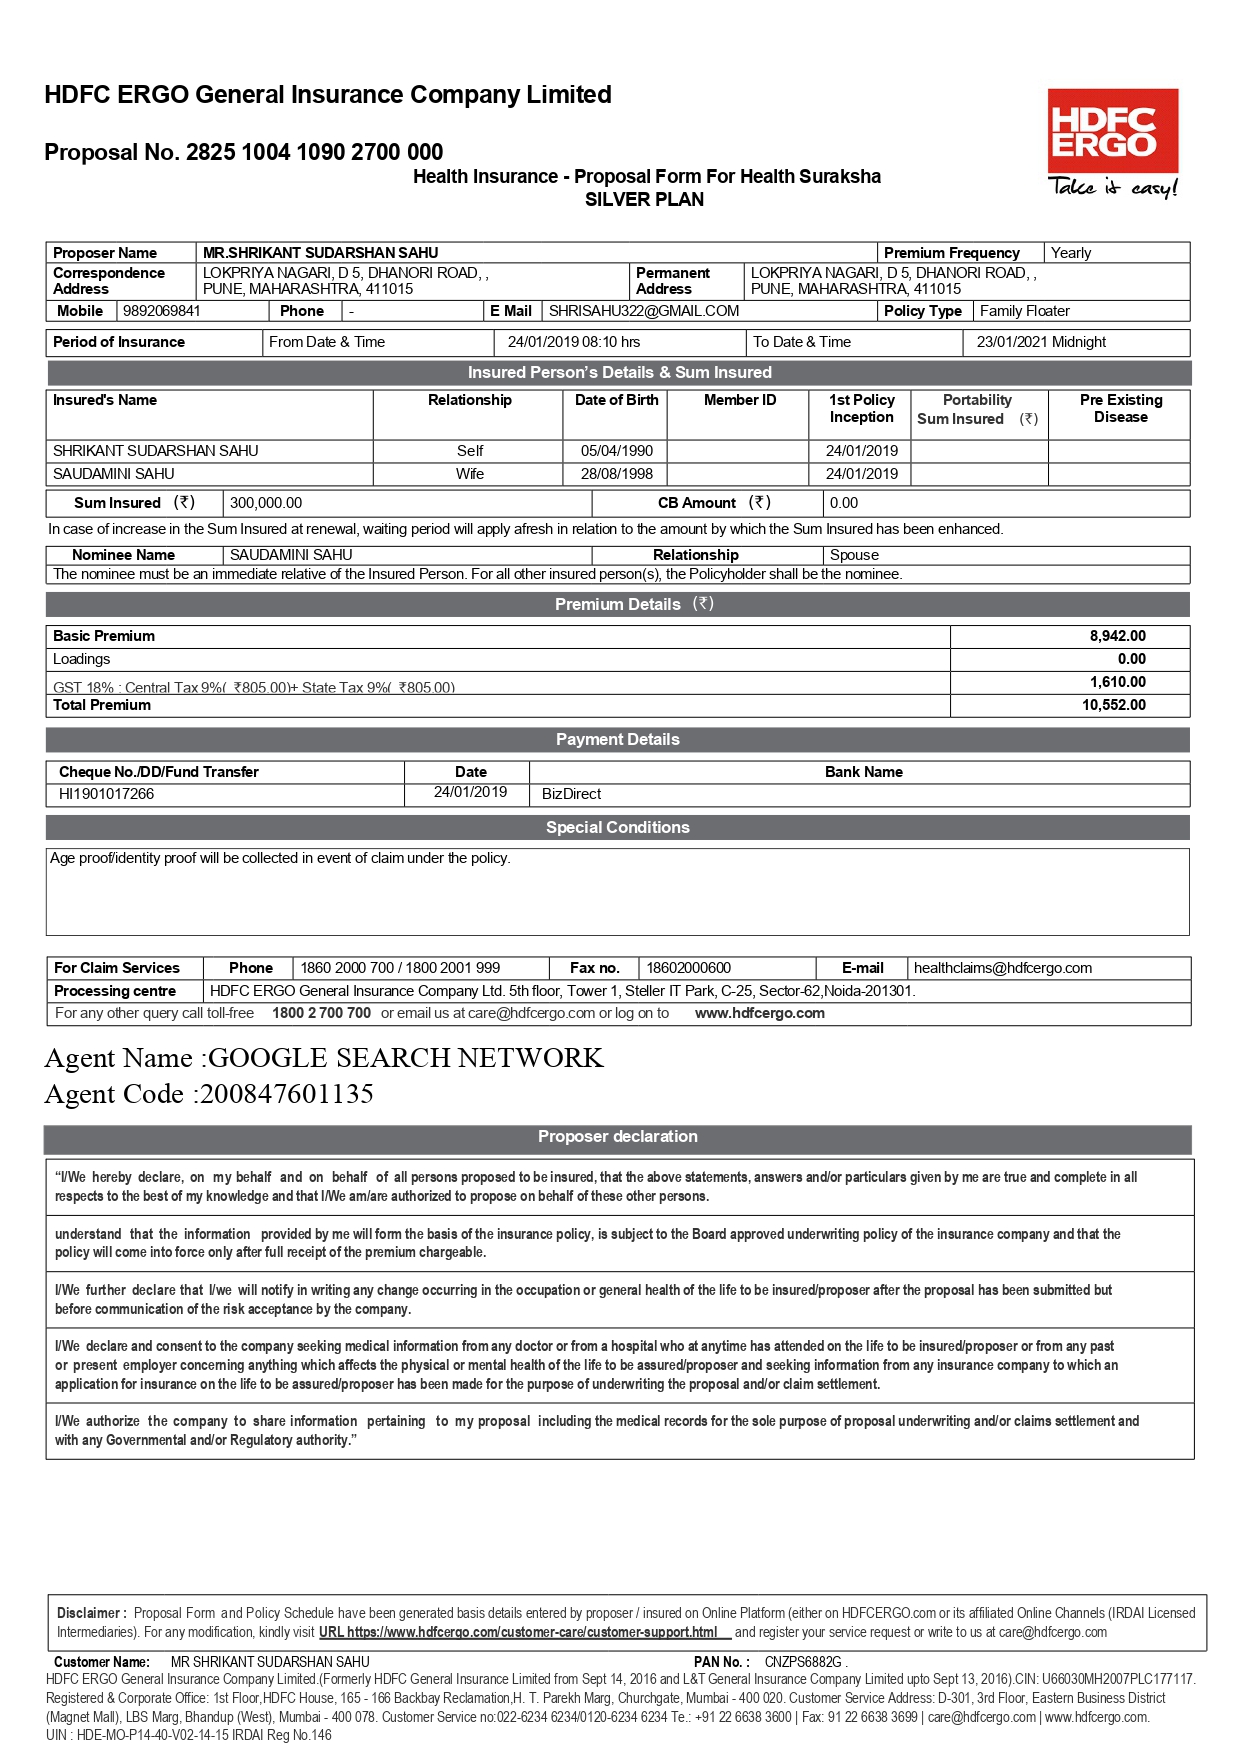 HDFC ERGO General Insurance Company Limited
HDFC
ERGO
Take it easy!
Proposal No. 2825 1004 1090 2700 000
Health Insurance - Proposal Form For Health Suraksha
SILVER PLAN
Proposer Name MR.SHRIKANT SUDARSHAN SAHU Premium Frequency Yearly
Correspondence Address LOKPRIYA NAGARI, D 5, DHANORI ROAD, , Permanent Address LOKPRIYA NAGARI, D 5, DHANORI ROAD, ,
PUNE, MAHARASHTRA, 411015 PUNE, MAHARASHTRA, 411015
Mobile 9892069841 Phone - E Mail SHRISAHU322@GMAIL.COM Policy Type Family Floater
Period of Insurance From Date & Time 24/01/2019 08:10 hrs To Date & Time 23/01/2021 Midnight
Insured Person's Details & Sum Insured
Insured's Name Relationship Date of Birth Member ID 1st Policy Inception Portability Sum Insured (₹) Pre Existing Disease
SHRIKANT SUDARSHAN SAHU Self 05/04/1990 24/01/2019
SAUDAMINI SAHU Wife 28/08/1998 24/01/2019
Sum Insured (₹) 300,000.00 CB Amount (₹) 0.00
In case of increase in the Sum Insured at renewal, waiting period will apply afresh in relation to the amount by which the Sum Insured has been enhanced.
Nominee Name SAUDAMINI SAHU Relationship Spouse
The nominee must be an immediate relative of the Insured Person. For all other insured person(s), the Policyholder shall be the nominee.
Premium Details (₹)
Basic Premium 8,942.00
Loadings 0.00
GST 18% : Central Tax 9%( ₹805.00)+ State Tax 9%( ₹805.00) 1,610.00
Total Premium 10,552.00
Payment Details
Cheque No./DD/Fund Transfer Date Bank Name
HI1901017266 24/01/2019 BizDirect
Special Conditions
Age proof/identity proof will be collected in event of claim under the policy.
For Claim Services Phone 1860 2000 700 / 1800 2001 999 Fax no. 18602000600 E-mail healthclaims@hdfcergo.com
Processing centre HDFC ERGO General Insurance Company Ltd. 5th floor, Tower 1, Steller IT Park, C-25, Sector-62,Noida-201301.
For any other query call toll-free 1800 2 700 700 or email us at care@hdfcergo.com or log on to www.hdfcergo.com
Agent Name :GOOGLE SEARCH NETWORK
Agent Code :200847601135
Proposer declaration
“I/We hereby declare, on my behalf and on behalf of all persons proposed to be insured, that the above statements, answers and/or particulars given by me are true and complete in all
respects to the best of my knowledge and that I/We am/are authorized to propose on behalf of these other persons.
understand that the information provided by me will form the basis of the insurance policy, is subject to the Board approved underwriting policy of the insurance company and that the
policy will come into force only after full receipt of the premium chargeable.
I/We further declare that I/we will notify in writing any change occurring in the occupation or general health of the life to be insured/proposer after the proposal has been submitted but
before communication of the risk acceptance by the company.
I/We declare and consent to the company seeking medical information from any doctor or from a hospital who at anytime has attended on the life to be insured/proposer or from any past
or present employer concerning anything which affects the physical or mental health of the life to be assured/proposer and seeking information from any insurance company to which an
application for insurance on the life to be assured/proposer has been made for the purpose of underwriting the proposal and/or claim settlement.
I/We authorize the company to share information pertaining to my proposal including the medical records for the sole purpose of proposal underwriting and/or claims settlement and
with any Governmental and/or Regulatory authority.”
Disclaimer : Proposal Form and Policy Schedule have been generated basis details entered by proposer / insured on Online Platform (either on HDFCERGO.com or its affiliated Online Channels (IRDAI Licensed
Intermediaries). For any modification, kindly visit URL https://www.hdfcergo.com/customer-care/customer-support.html and register your service request or write to us at care@hdfcergo.com
Customer Name: MR SHRIKANT SUDARSHAN SAHU PAN No. : CNZPS6882G .
HDFC ERGO General Insurance Company Limited.(Formerly HDFC General Insurance Limited from Sept 14, 2016 and L&T General Insurance Company Limited upto Sept 13, 2016).CIN: U66030MH2007PLC177117.
Registered & Corporate Office: 1st Floor,HDFC House, 165 - 166 Backbay Reclamation,H. T. Parekh Marg, Churchgate, Mumbai - 400 020. Customer Service Address: D-301, 3rd Floor, Eastern Business District
(Magnet Mall), LBS Marg, Bhandup (West), Mumbai - 400 078. Customer Service no:022-6234 6234/0120-6234 6234 Te.: +91 22 6638 3600 | Fax: 91 22 6638 3699 | care@hdfcergo.com | www.hdfcergo.com.
UIN : HDE-MO-P14-40-V02-14-15 IRDAI Reg No.146